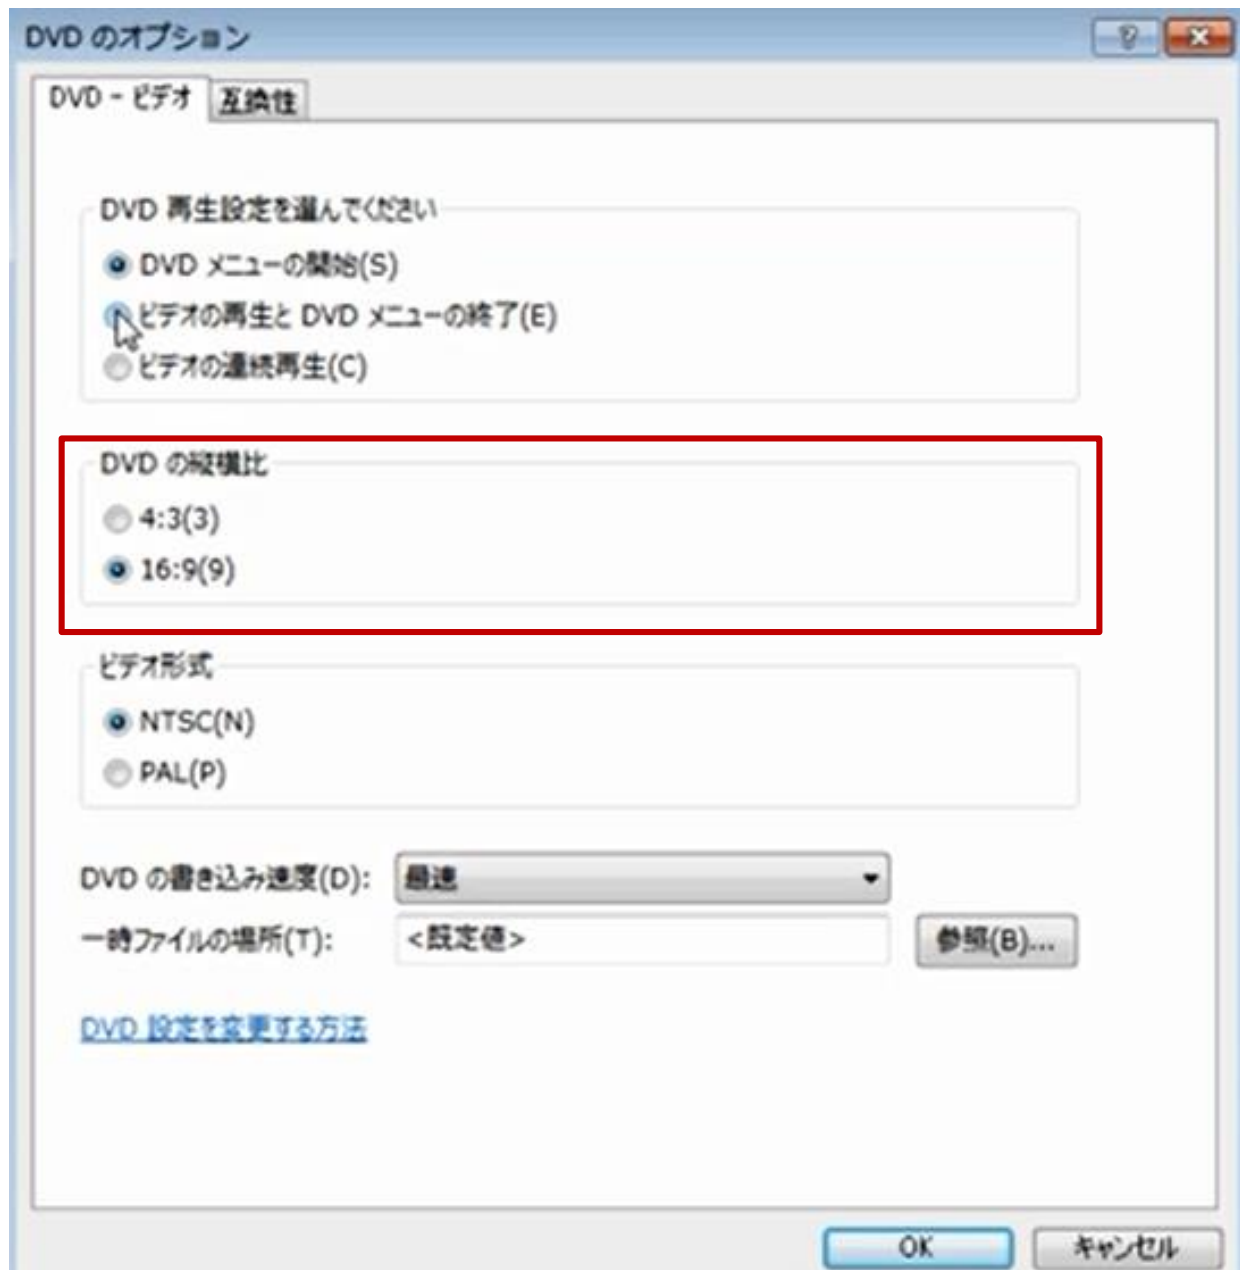 DVD のオプション
DVD - ビデオ 互換性
DVD 再生設定を選んでください
DVD メニューの開始(S)
ビデオの再生と DVD メニューの終了(E)
ビデオの連続再生(C)
DVD の縦横比
4:3(3)
16:9(9)
ビデオ形式
NTSC(N)
PAL(P)
DVD の書き込み速度(D): 最速
一時ファイルの場所(T): <既定値> 参照(B)...
DVD 設定を変更する方法
OK キャンセル